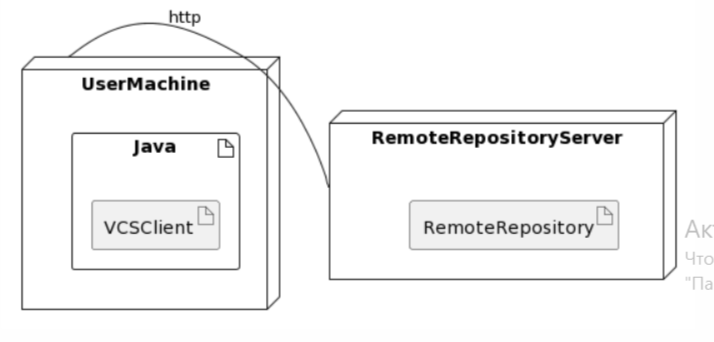 http
UserMachine
Java
VCSClient
RemoteRepositoryServer
RemoteRepository
Ак
Что
"Па